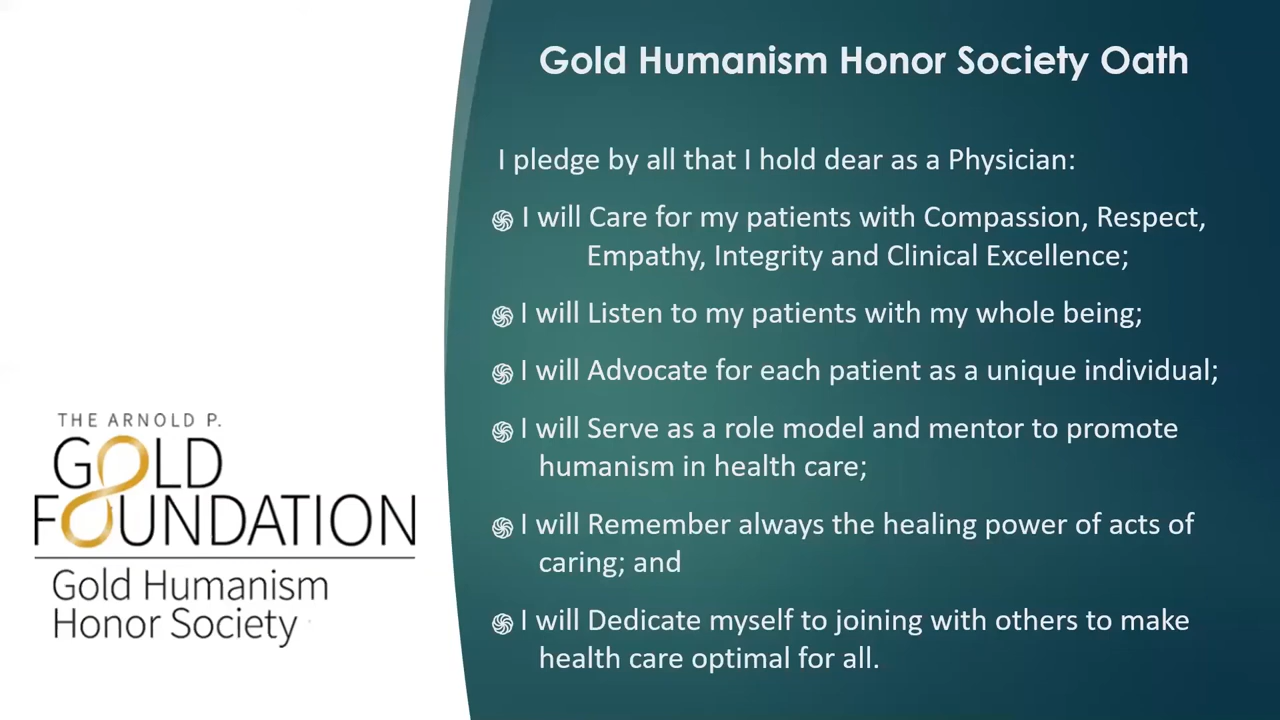 Gold Humanism Honor Society Oath
I pledge by all that I hold dear as a Physician:
I will Care for my patients with Compassion, Respect,
Empathy, Integrity and Clinical Excellence;
I will Listen to my patients with my whole being;
I will Advocate for each patient as a unique individual;
I will Serve as a role model and mentor to promote
humanism in health care;
I will Remember always the healing power of acts of
caring; and
I will Dedicate myself to joining with others to make
health care optimal for all.
THE ARNOLD P.
GOLD
FOUNDATION
Gold Humanism
Honor Society